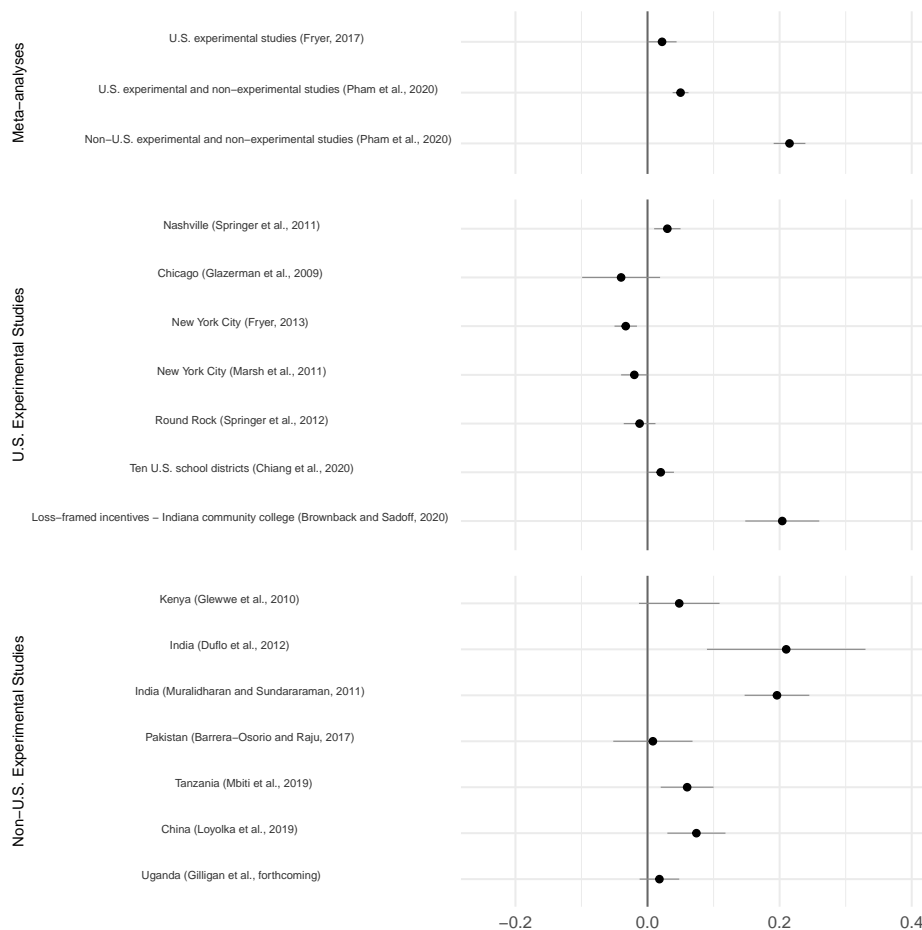 Meta−analyses
U.S. experimental studies (Fryer, 2017)
U.S. experimental and non−experimental studies (Pham et al., 2020)
Non−U.S. experimental and non−experimental studies (Pham et al., 2020)
U.S. Experimental Studies
Nashville (Springer et al., 2011)
Chicago (Glazerman et al., 2009)
New York City (Fryer, 2013)
New York City (Marsh et al., 2011)
Round Rock (Springer et al., 2012)
Ten U.S. school districts (Chiang et al., 2020)
Loss−framed incentives − Indiana community college (Brownback and Sadoff, 2020)
Non−U.S. Experimental Studies
Kenya (Glewwe et al., 2010)
India (Duflo et al., 2012)
India (Muralidharan and Sundararaman, 2011)
Pakistan (Barrera−Osorio and Raju, 2017)
Tanzania (Mbiti et al., 2019)
China (Loyolka et al., 2019)
Uganda (Gilligan et al., forthcoming)
−0.2 0.0 0.2 0.4